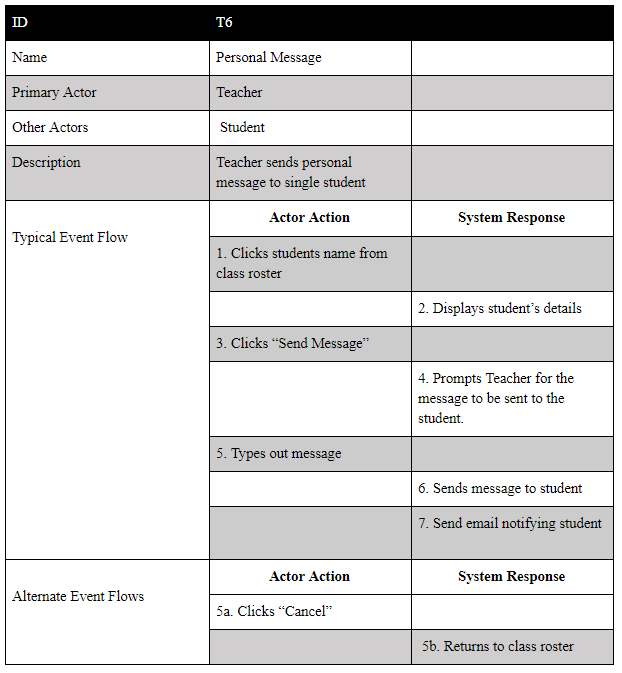 ID T6
Name Personal Message
Primary Actor Teacher
Other Actors Student
Description Teacher sends personal
message to single student
Typical Event Flow
Actor Action System Response
1. Clicks students name from
class roster
2. Displays student’s details
3. Clicks “Send Message”
4. Prompts Teacher for the
message to be sent to the
student.
5. Types out message
6. Sends message to student
7. Send email notifying student
Alternate Event Flows
Actor Action System Response
5a. Clicks “Cancel”
5b. Returns to class roster